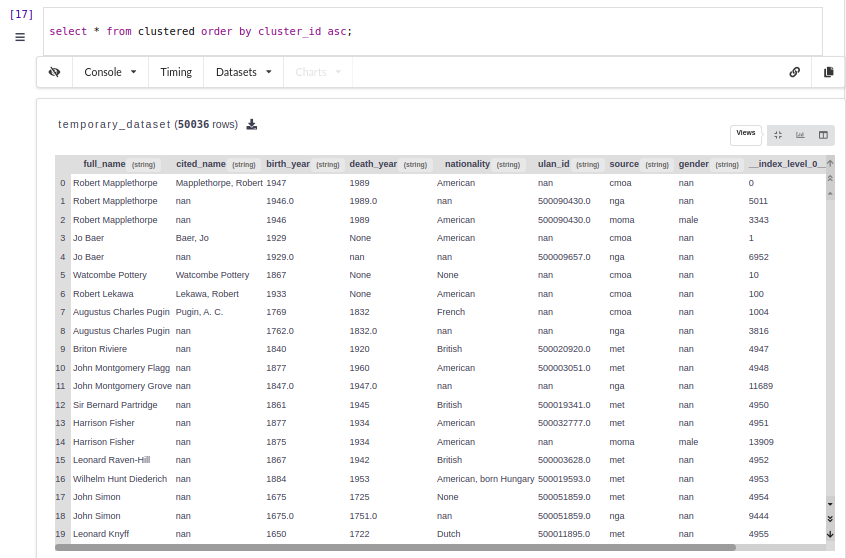 [17]
select * from clustered order by cluster_id asc;
Console Timing Datasets Charts
temporary_dataset (50036 rows)
Views
full_name (string) cited_name (string) birth_year (string) death_year (string) nationality (string) ulan_id (string) source (string) gender (string) __index_level_0__
0 Robert Mapplethorpe Mapplethorpe, Robert 1947 1989 American nan cmoa nan 0
1 Robert Mapplethorpe nan 1946.0 1989.0 nan 500090430.0 nga nan 5011
2 Robert Mapplethorpe nan 1946 1989 American 500090430.0 moma male 3343
3 Jo Baer Baer, Jo 1929 None American nan cmoa nan 1
4 Jo Baer nan 1929.0 nan nan 500009657.0 nga nan 6952
5 Watcombe Pottery Watcombe Pottery 1867 None None nan cmoa nan 10
6 Robert Lekawa Lekawa, Robert 1933 None American nan cmoa nan 100
7 Augustus Charles Pugin Pugin, A. C. 1769 1832 French nan cmoa nan 1004
8 Augustus Charles Pugin nan 1762.0 1832.0 nan nan nga nan 3816
9 Briton Riviere nan 1840 1920 British 500020920.0 met nan 4947
10 John Montgomery Flagg nan 1877 1960 American 500003051.0 met nan 4948
11 John Montgomery Grove nan 1847.0 1947.0 nan nan nga nan 11689
12 Sir Bernard Partridge nan 1861 1945 British 500019341.0 met nan 4950
13 Harrison Fisher nan 1877 1934 American 500032777.0 met nan 4951
14 Harrison Fisher nan 1875 1934 American nan moma male 13909
15 Leonard Raven-Hill nan 1867 1942 British 500003628.0 met nan 4952
16 Wilhelm Hunt Diederich nan 1884 1953 American, born Hungary 500019593.0 met nan 4953
17 John Simon nan 1675 1725 None 500051859.0 met nan 4954
18 John Simon nan 1675.0 1751.0 nan 500051859.0 nga nan 9444
19 Leonard Knyff nan 1650 1722 Dutch 500011895.0 met nan 4955